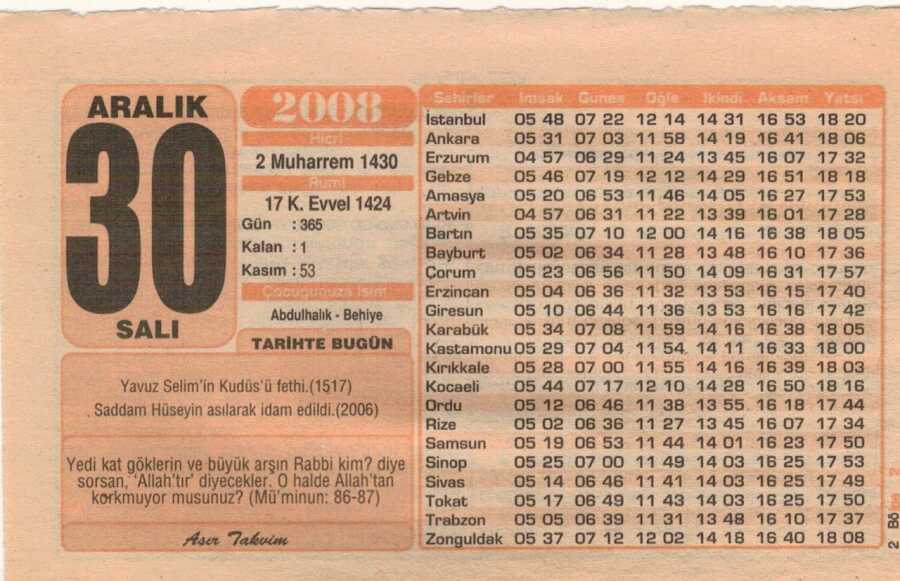 ARALIK
30
SALI
2008
Hicri
2 Muharrem 1430
Rumi
17 K. Evvel 1424
Gün : 365
Kalan : 1
Kasım : 53
Çocuğunuza İsim
Abdulhalık - Behiye
TARİHTE BUGÜN
Yavuz Selim'in Kudüs'ü fethi.(1517)
Saddam Hüseyin asılarak idam edildi.(2006)
Yedi kat göklerin ve büyük arşın Rabbi kim? diye
sorsan, 'Allah'tır' diyecekler. O halde Allah'tan
korkmuyor musunuz? (Mü'minun: 86-87)
Asır Takvim
Şehirler İmsak Güneş Öğle İkindi Akşam Yatsı
İstanbul 05 48 07 22 12 14 14 31 16 53 18 20
Ankara 05 31 07 03 11 58 14 19 16 41 18 06
Erzurum 04 57 06 29 11 24 13 45 16 07 17 32
Gebze 05 46 07 19 12 12 14 29 16 51 18 18
Amasya 05 20 06 53 11 46 14 05 16 27 17 53
Artvin 04 57 06 31 11 22 13 39 16 01 17 28
Bartın 05 35 07 10 12 00 14 16 16 38 18 05
Bayburt 05 02 06 34 11 28 13 48 16 10 17 36
Çorum 05 23 06 56 11 50 14 09 16 31 17 57
Erzincan 05 04 06 36 11 32 13 53 16 15 17 40
Giresun 05 10 06 44 11 36 13 53 16 16 17 42
Karabük 05 34 07 08 11 59 14 16 16 38 18 05
Kastamonu 05 29 07 04 11 54 14 11 16 33 18 00
Kırıkkale 05 28 07 00 11 55 14 16 16 39 18 03
Kocaeli 05 44 07 17 12 10 14 28 16 50 18 16
Ordu 05 12 06 46 11 38 13 55 16 18 17 44
Rize 05 02 06 36 11 27 13 45 16 07 17 34
Samsun 05 19 06 53 11 44 14 01 16 23 17 50
Sinop 05 25 07 00 11 49 14 03 16 25 17 53
Sivas 05 14 06 46 11 41 14 03 16 25 17 49
Tokat 05 17 06 49 11 43 14 03 16 25 17 50
Trabzon 05 05 06 39 11 31 13 48 16 10 17 37
Zonguldak 05 37 07 12 12 02 14 18 16 40 18 08